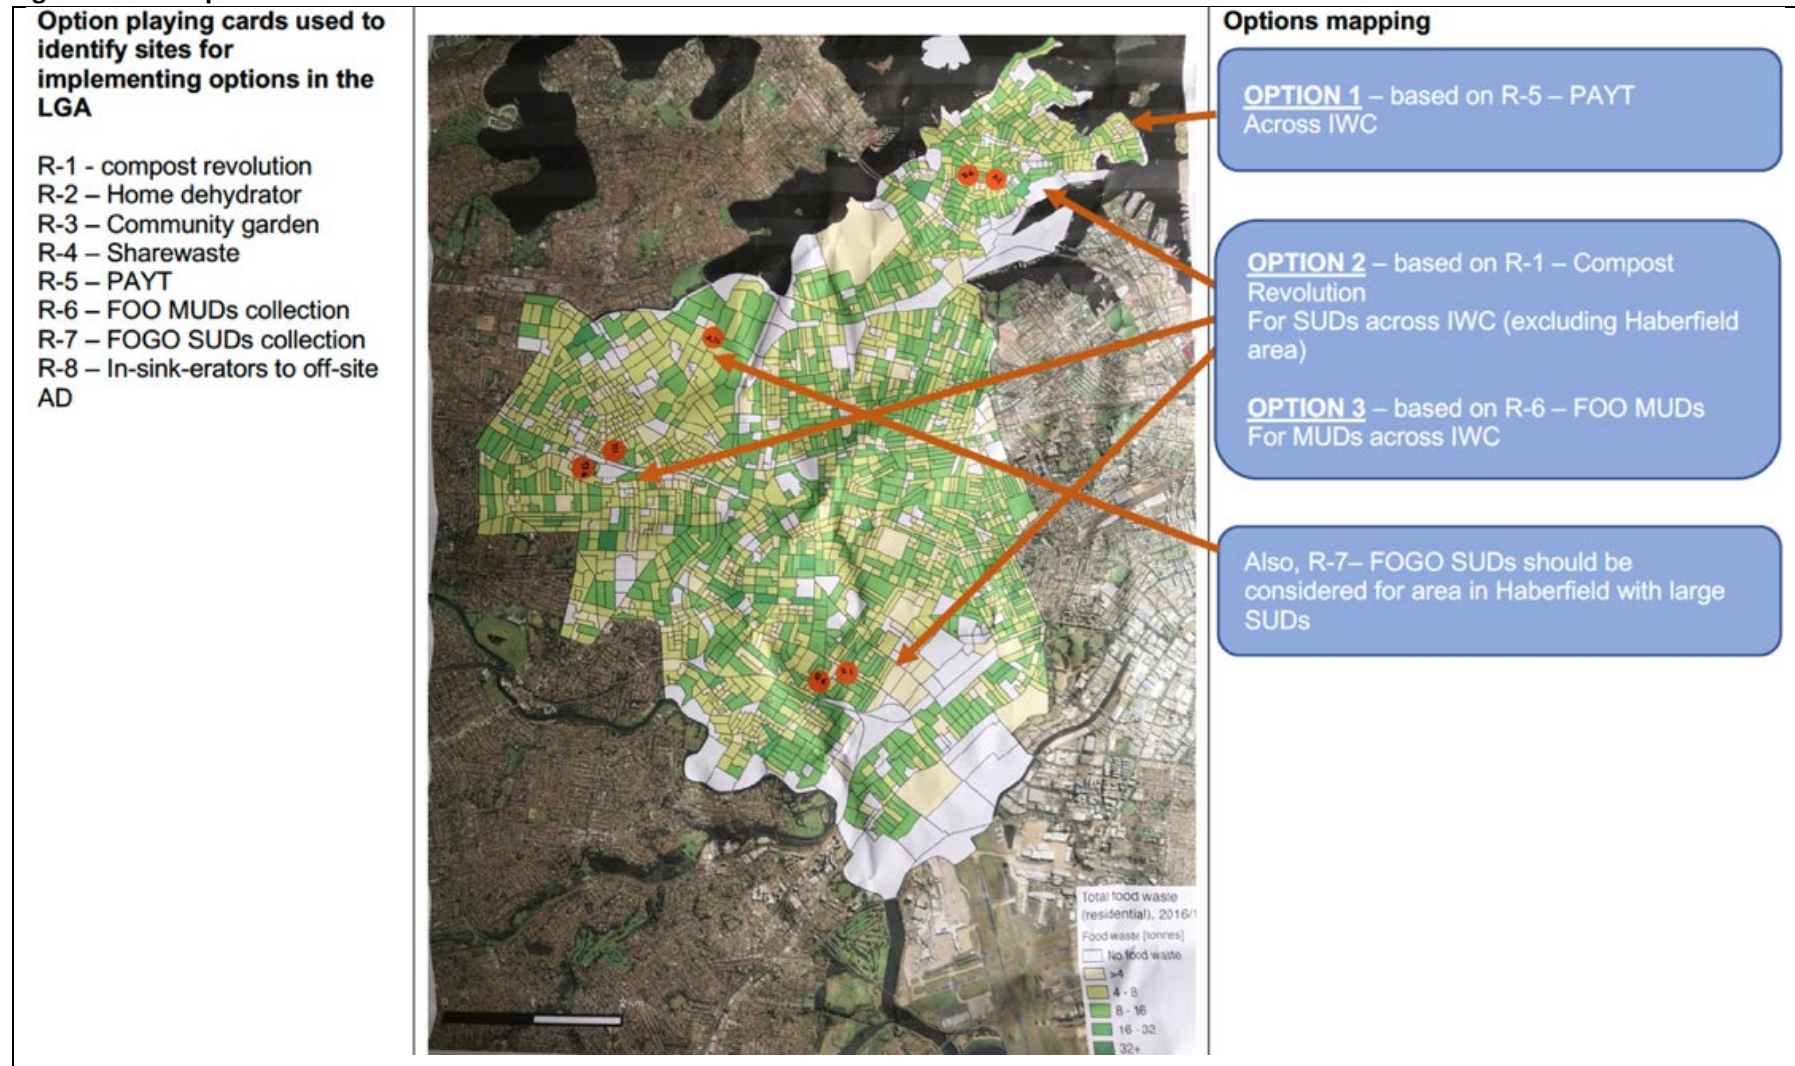 Option playing cards used to
identify sites for
implementing options in the
LGA
R-1 - compost revolution
R-2 – Home dehydrator
R-3 – Community garden
R-4 – Sharewaste
R-5 – PAYT
R-6 – FOO MUDs collection
R-7 – FOGO SUDs collection
R-8 – In-sink-erators to off-site
AD
Options mapping
OPTION 1 – based on R-5 – PAYT
Across IWC
OPTION 2 – based on R-1 – Compost
Revolution
For SUDs across IWC (excluding Haberfield
area)
OPTION 3 – based on R-6 – FOO MUDs
For MUDs across IWC
Also, R-7– FOGO SUDs should be
considered for area in Haberfield with large
SUDs
Total food waste
(residential), 2016/1
Food waste [tonnes]
No food waste
>4
4 - 8
8 - 16
16 - 32
32+